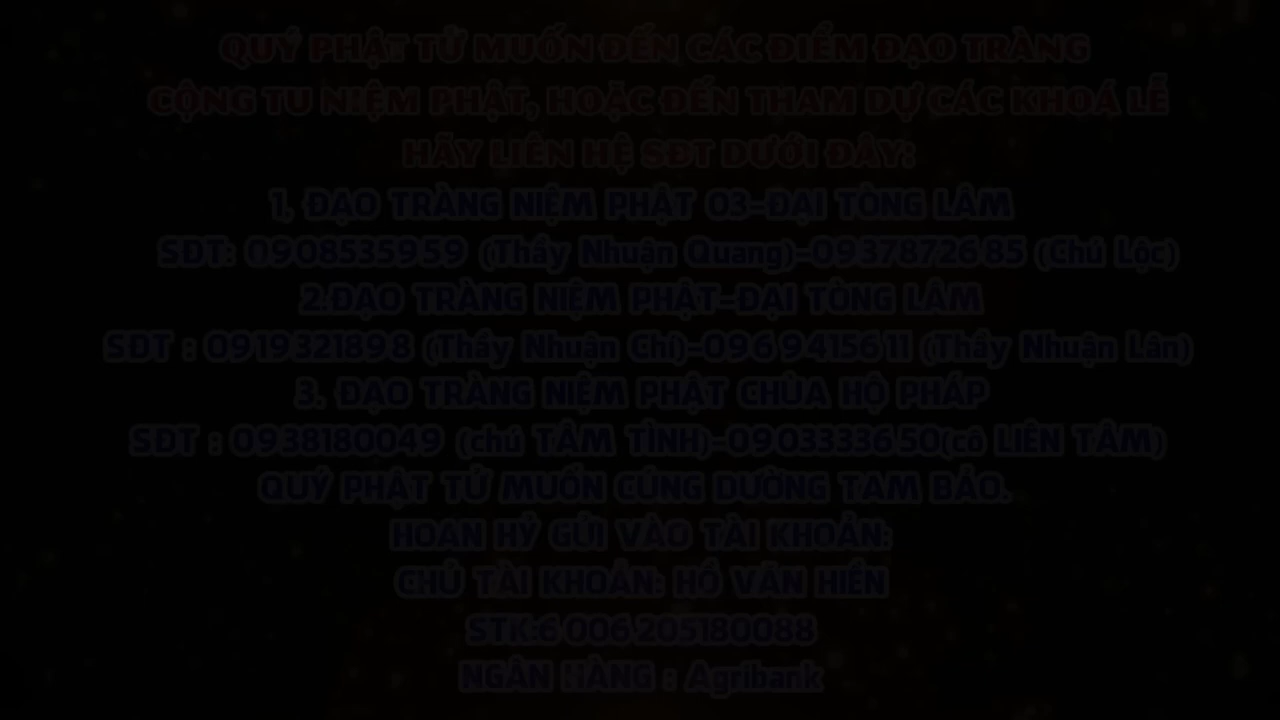 QUÝ PHẬT TỬ MUỐN ĐẾN CÁC ĐIỂM ĐẠO TRÀNG
CỘNG TU NIỆM PHẬT, HOẶC ĐẾN THAM DỰ CÁC KHOÁ LỄ
HÃY LIÊN HỆ SĐT DƯỚI ĐÂY:
1, ĐẠO TRÀNG NIỆM PHẬT 03-ĐẠI TÒNG LÂM
SĐT: 0908535959 (Thầy Nhuận Quang)-0937872685 (Chú Lộc)
2.ĐẠO TRÀNG NIỆM PHẬT-ĐẠI TÒNG LÂM
SĐT : 0919321898 (Thầy Nhuận Chí)-0969415611 (Thầy Nhuận Lân)
3. ĐẠO TRÀNG NIỆM PHẬT CHÙA HỘ PHÁP
SĐT : 0938180049 (chú TÂM TÌNH)-0903333650(cô LIÊN TÂM)
QUÝ PHẬT TỬ MUỐN CÚNG DƯỜNG TAM BẢO.
HOAN HỶ GỬI VÀO TÀI KHOẢN:
CHỦ TÀI KHOẢN: HỒ VĂN HIỀN
STK:6006205180088
NGÂN HÀNG : Agribank